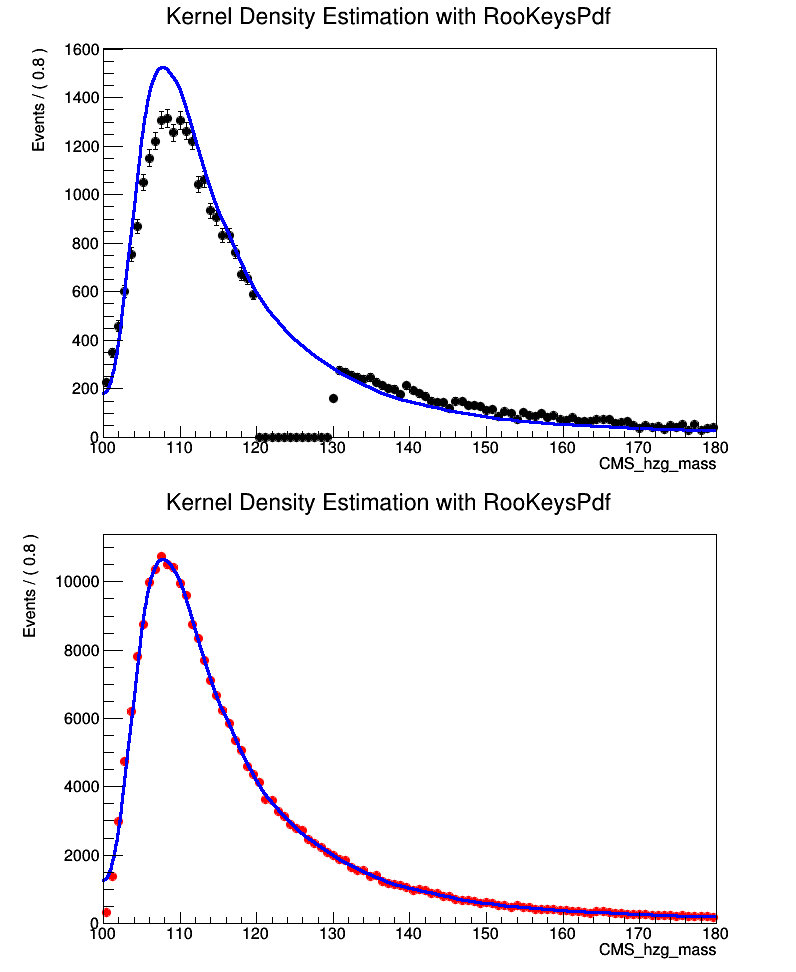 Kernel Density Estimation with RooKeysPdf
Events / ( 0.8 )
1600
1400
1200
1000
800
600
400
200
0
100 110 120 130 140 150 160 170 180
CMS_hzg_mass
Kernel Density Estimation with RooKeysPdf
Events / ( 0.8 )
10000
8000
6000
4000
2000
0
100 110 120 130 140 150 160 170 180
CMS_hzg_mass